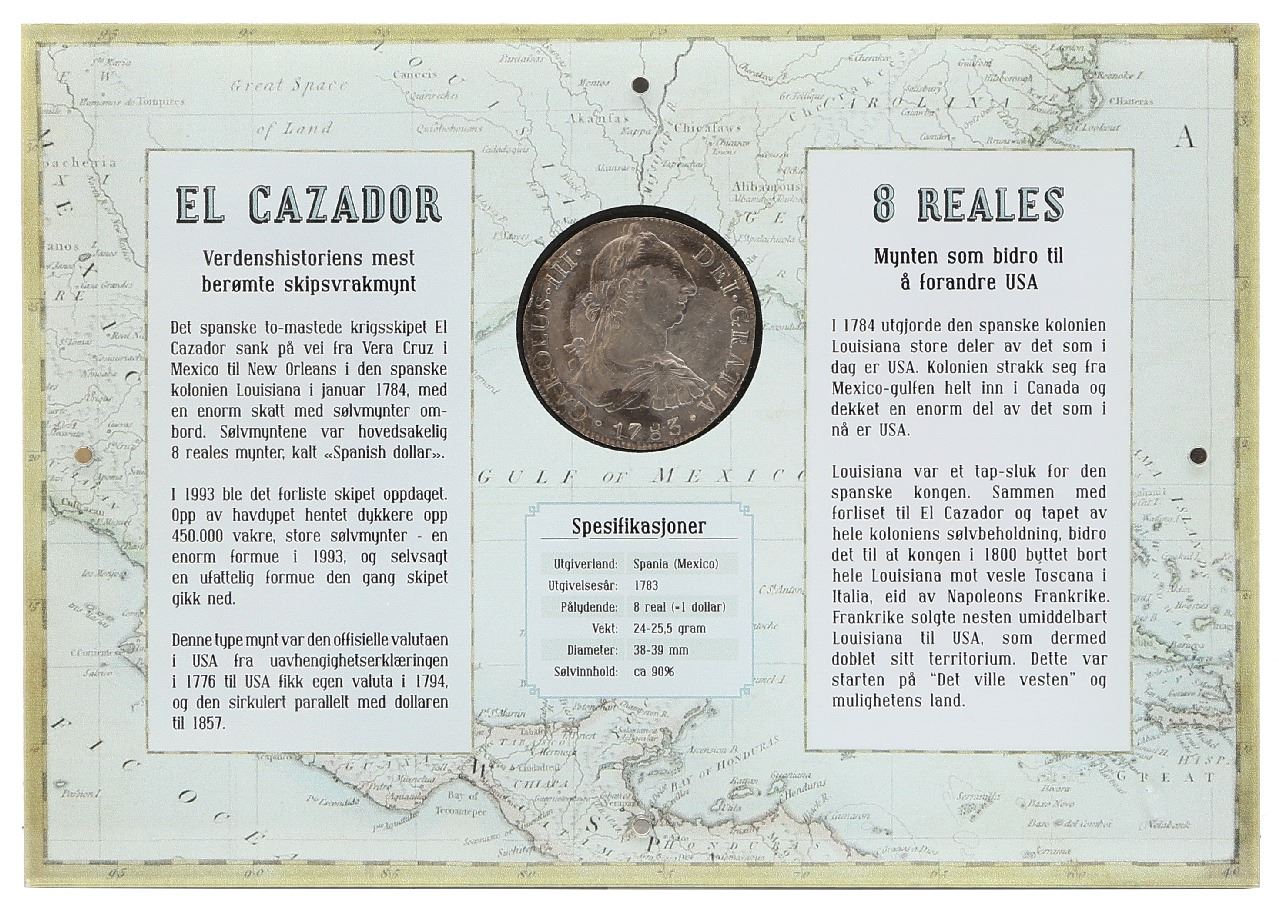 EL CAZADOR
Verdenshistoriens mest
berømte skipsvrakmynt
Det spanske to-mastede krigsskipet El
Cazador sank på vei fra Vera Cruz i
Mexico til New Orleans i den spanske
kolonien Louisiana i januar 1784, med
en enorm skatt med sølvmynter om-
bord. Sølvmyntene var hovedsakelig
8 reales mynter, kalt «Spanish dollar».
I 1993 ble det forliste skipet oppdaget.
Opp av havdypet hentet dykkere opp
450.000 vakre, store sølvmynter - en
enorm formue i 1993, og selvsagt
en ufattelig formue den gang skipet
gikk ned.
Denne type mynt var den offisielle valutaen
i USA fra uavhengighetserklæringen
i 1776 til USA fikk egen valuta i 1794,
og den sirkulert parallelt med dollaren
til 1857.
CAROLUS·III· DEI·GRATIA
·1783·
GULF OF MEXICO
Spesifikasjoner
Utgiverland: Spania (Mexico)
Utgivelsesår: 1783
Pålydende: 8 real (=1 dollar)
Vekt: 24-25,5 gram
Diameter: 38-39 mm
Sølvinnhold: ca 90%
8 REALES
Mynten som bidro til
å forandre USA
I 1784 utgjorde den spanske kolonien
Louisiana store deler av det som i
dag er USA. Kolonien strakk seg fra
Mexico-gulfen helt inn i Canada og
dekket en enorm del av det som i
nå er USA.
Louisiana var et tap-sluk for den
spanske kongen. Sammen med
forliset til El Cazador og tapet av
hele koloniens sølvbeholdning, bidro
det til at kongen i 1800 byttet bort
hele Louisiana mot vesle Toscana i
Italia, eid av Napoleons Frankrike.
Frankrike solgte nesten umiddelbart
Louisiana til USA, som dermed
doblet sitt territorium. Dette var
starten på “Det ville vesten” og
mulighetens land.
Great Space
of Land
Akansas
Chicasaws
Alibamous
CAROLINA
BAY OF HONDURAS
TABASCO
CHIAPA
HONDURAS
Bay of
GREAT